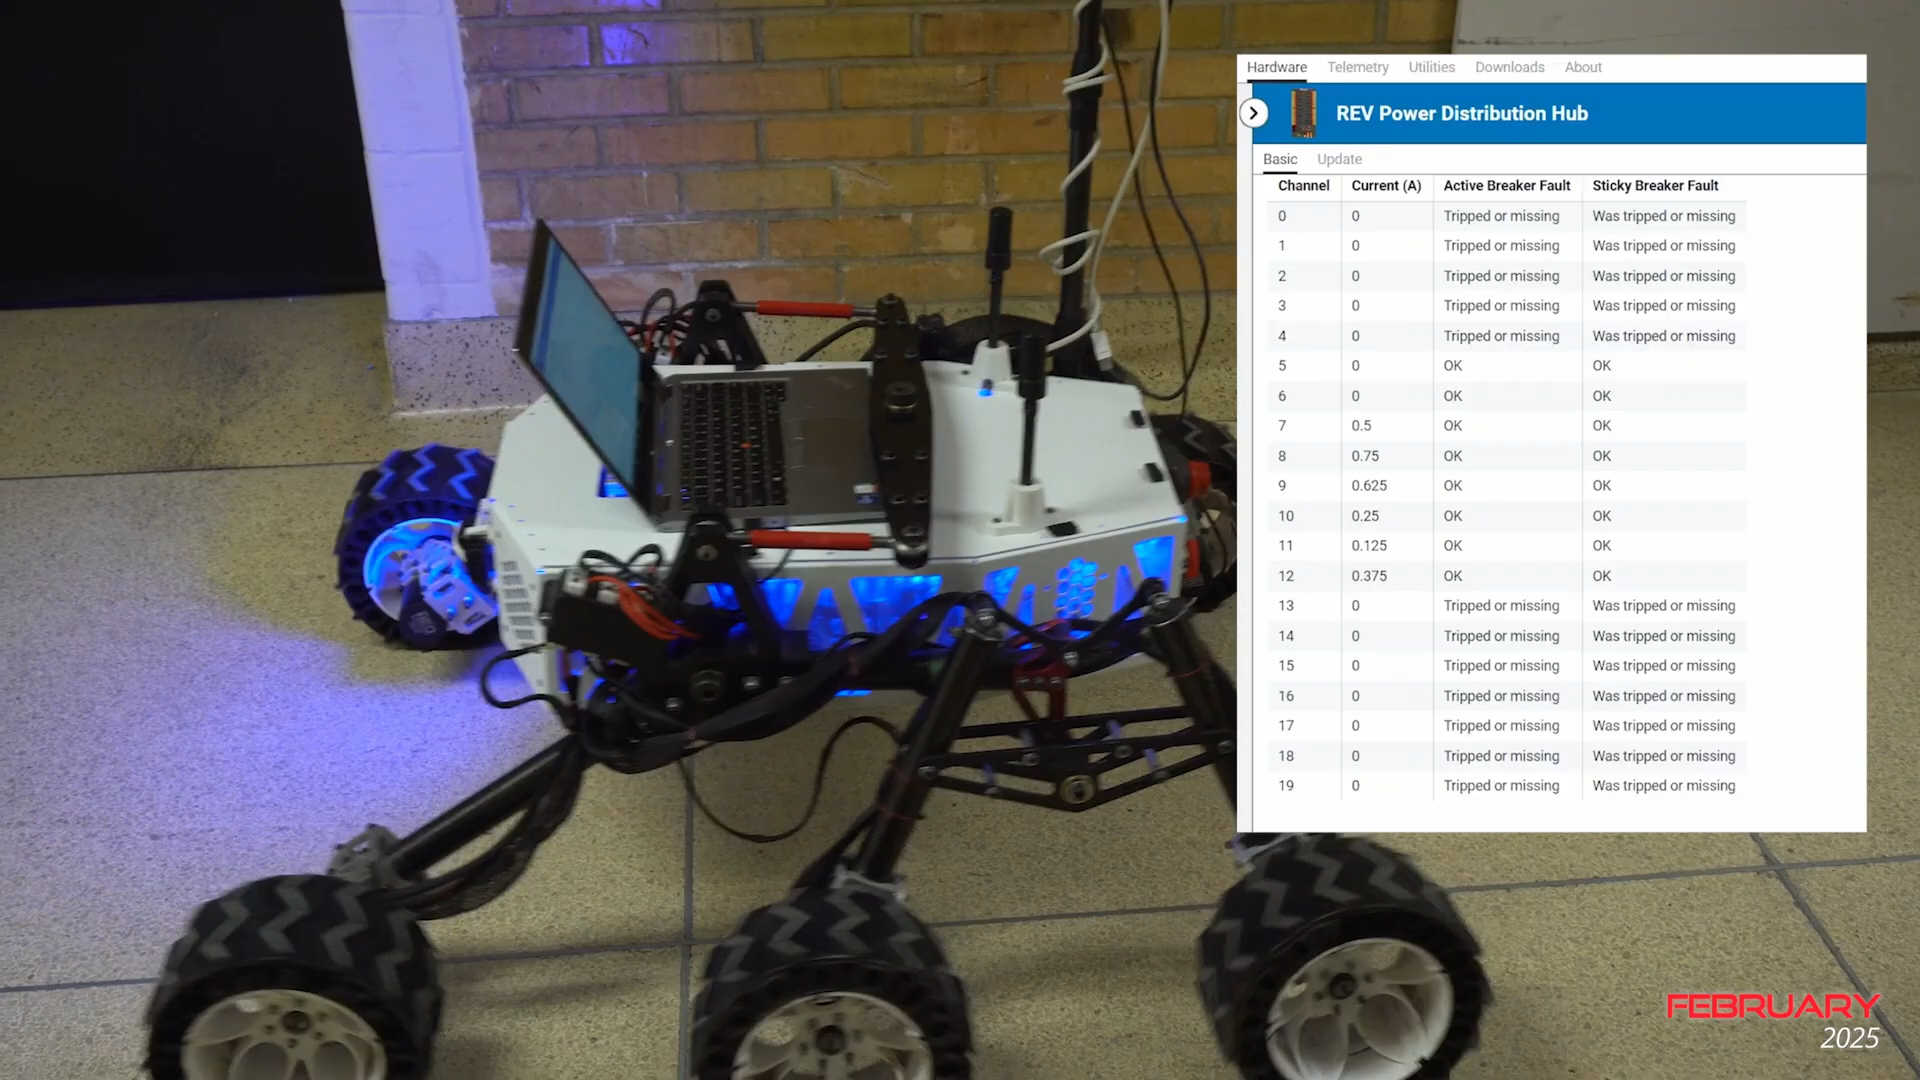 Hardware Telemetry Utilities Downloads About
REV Power Distribution Hub
Basic Update
Channel Current (A) Active Breaker Fault Sticky Breaker Fault
0 0 Tripped or missing Was tripped or missing
1 0 Tripped or missing Was tripped or missing
2 0 Tripped or missing Was tripped or missing
3 0 Tripped or missing Was tripped or missing
4 0 Tripped or missing Was tripped or missing
5 0 OK OK
6 0 OK OK
7 0.5 OK OK
8 0.75 OK OK
9 0.625 OK OK
10 0.25 OK OK
11 0.125 OK OK
12 0.375 OK OK
13 0 Tripped or missing Was tripped or missing
14 0 Tripped or missing Was tripped or missing
15 0 Tripped or missing Was tripped or missing
16 0 Tripped or missing Was tripped or missing
17 0 Tripped or missing Was tripped or missing
18 0 Tripped or missing Was tripped or missing
19 0 Tripped or missing Was tripped or missing
FEBRUARY
2025